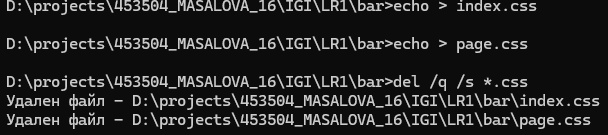 D:\projects\453504_MASALOVA_16\IGI\LR1\bar>echo > index.css
D:\projects\453504_MASALOVA_16\IGI\LR1\bar>echo > page.css
D:\projects\453504_MASALOVA_16\IGI\LR1\bar>del /q /s *.css
Удален файл – D:\projects\453504_MASALOVA_16\IGI\LR1\bar\index.css
Удален файл – D:\projects\453504_MASALOVA_16\IGI\LR1\bar\page.css